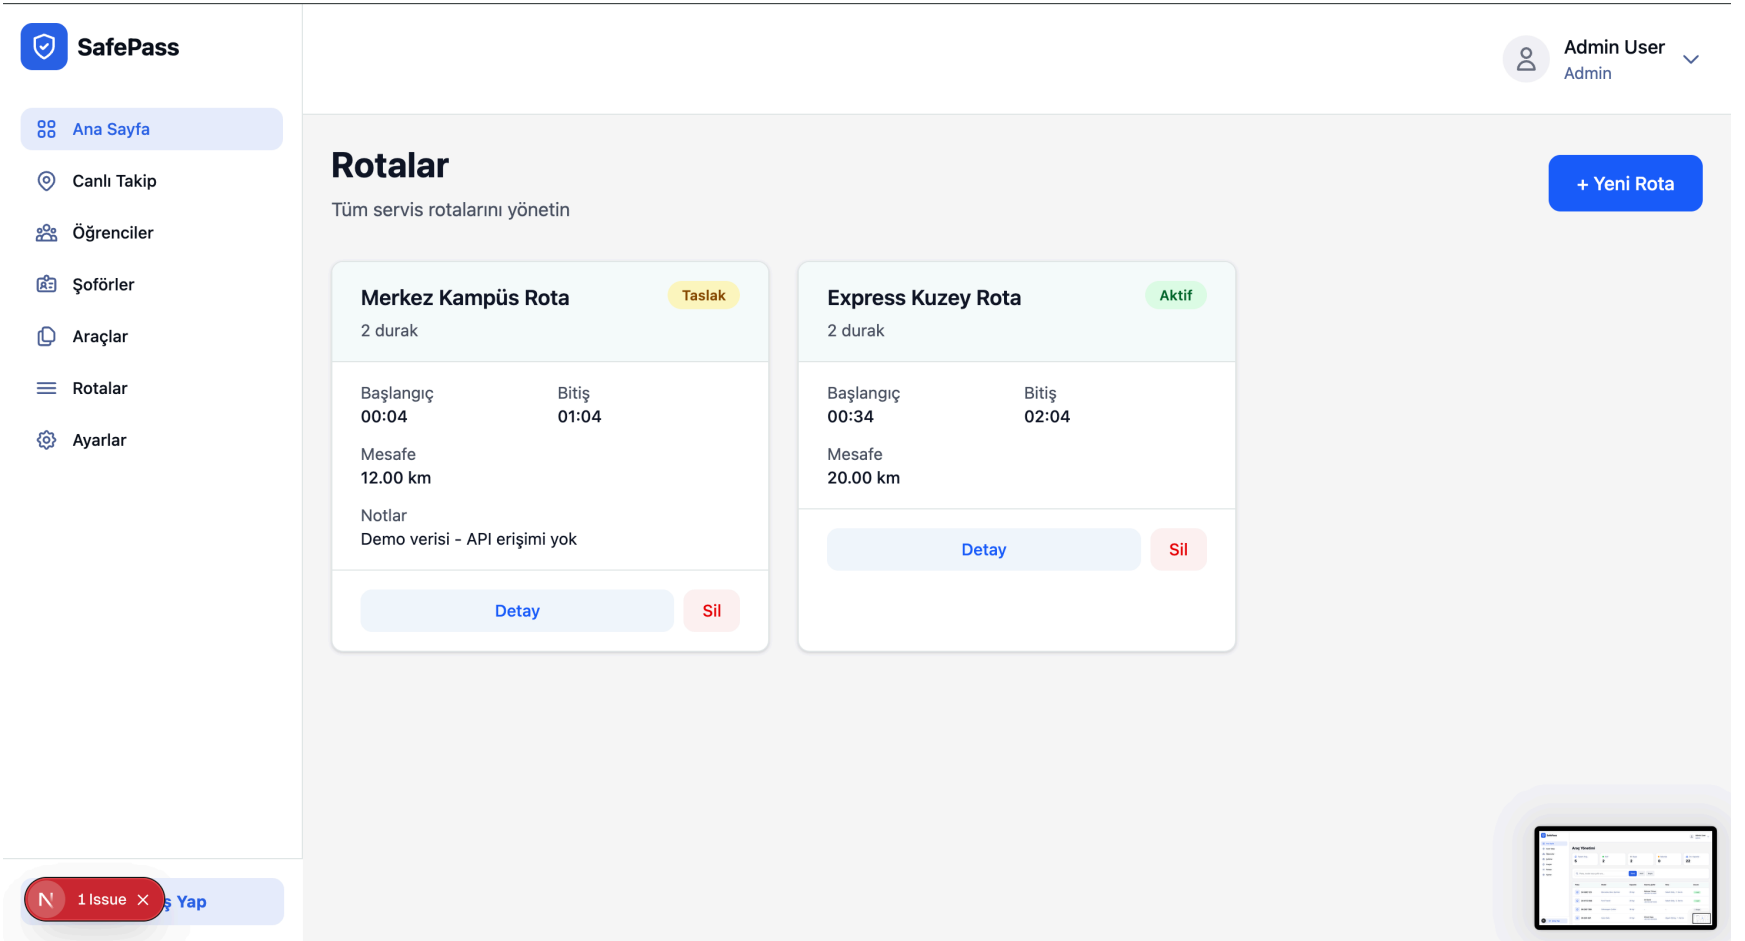 SafePass
Admin User
Admin
Ana Sayfa
Canlı Takip
Öğrenciler
Şoförler
Araçlar
Rotalar
Ayarlar
Rotalar
Tüm servis rotalarını yönetin
+ Yeni Rota
Merkez Kampüs Rota
Taslak
2 durak
Başlangıç
Bitiş
00:04
01:04
Mesafe
12.00 km
Notlar
Demo verisi - API erişimi yok
Detay
Sil
Express Kuzey Rota
Aktif
2 durak
Başlangıç
Bitiş
00:34
02:04
Mesafe
20.00 km
Detay
Sil
N
1 Issue
ş Yap